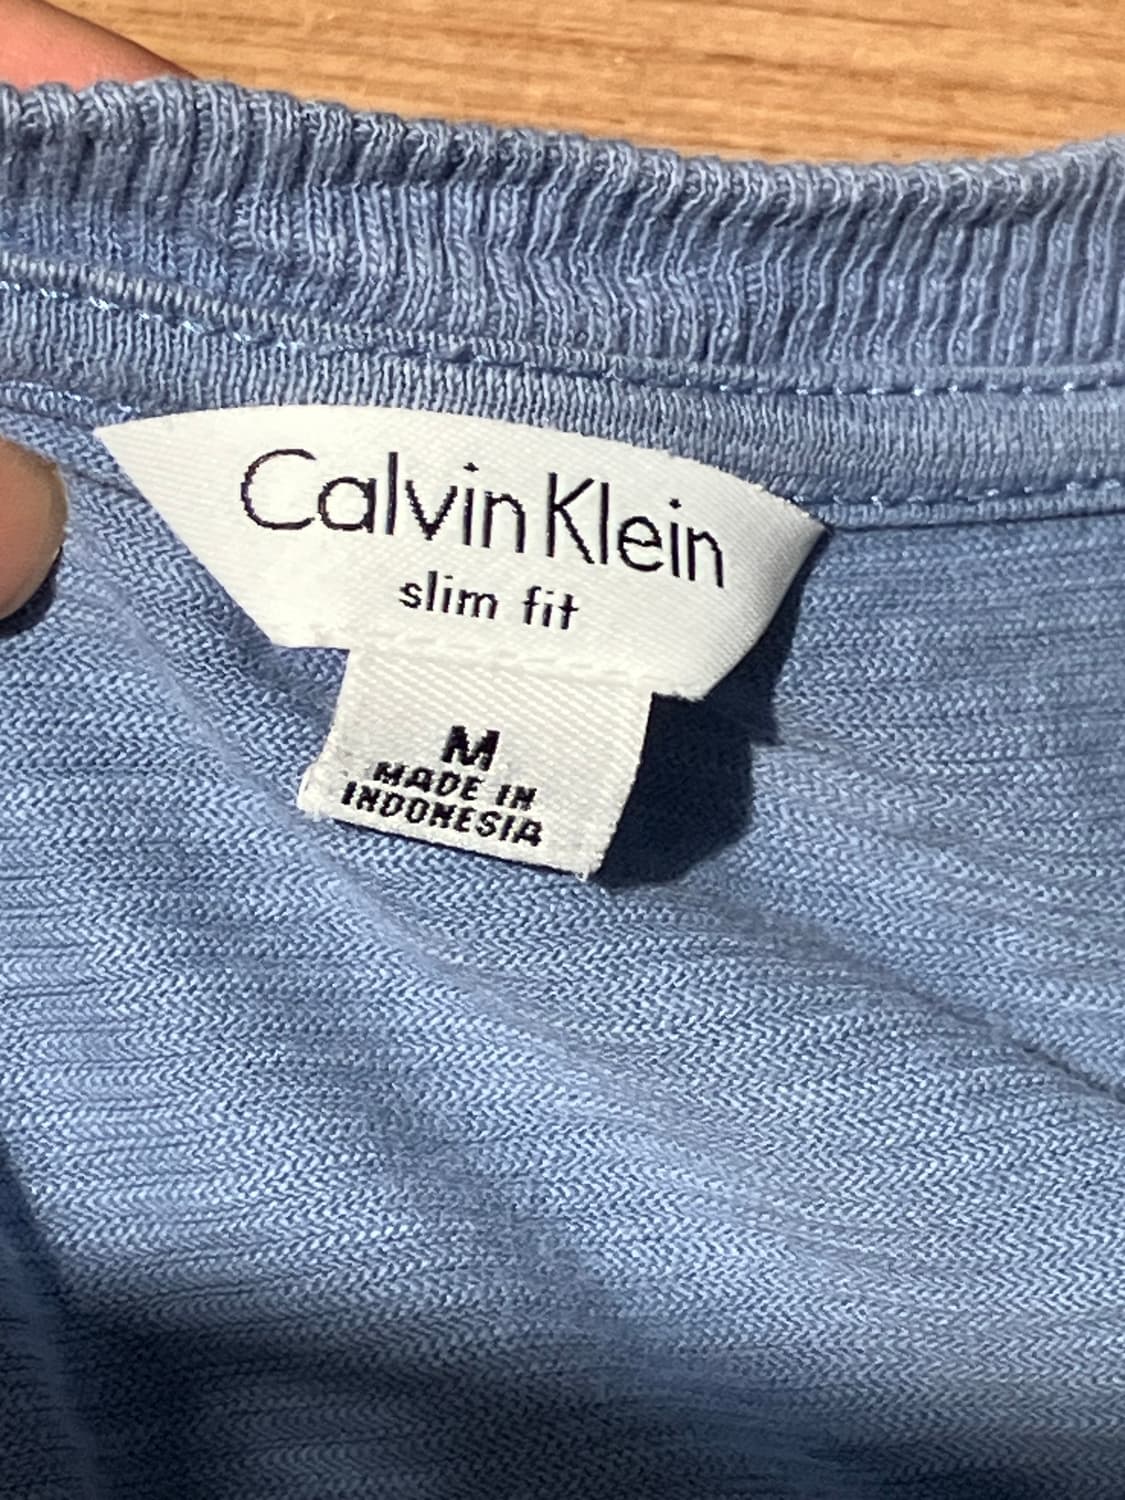 Calvin Klein
slim fit
M
MADE IN
INDONESIA